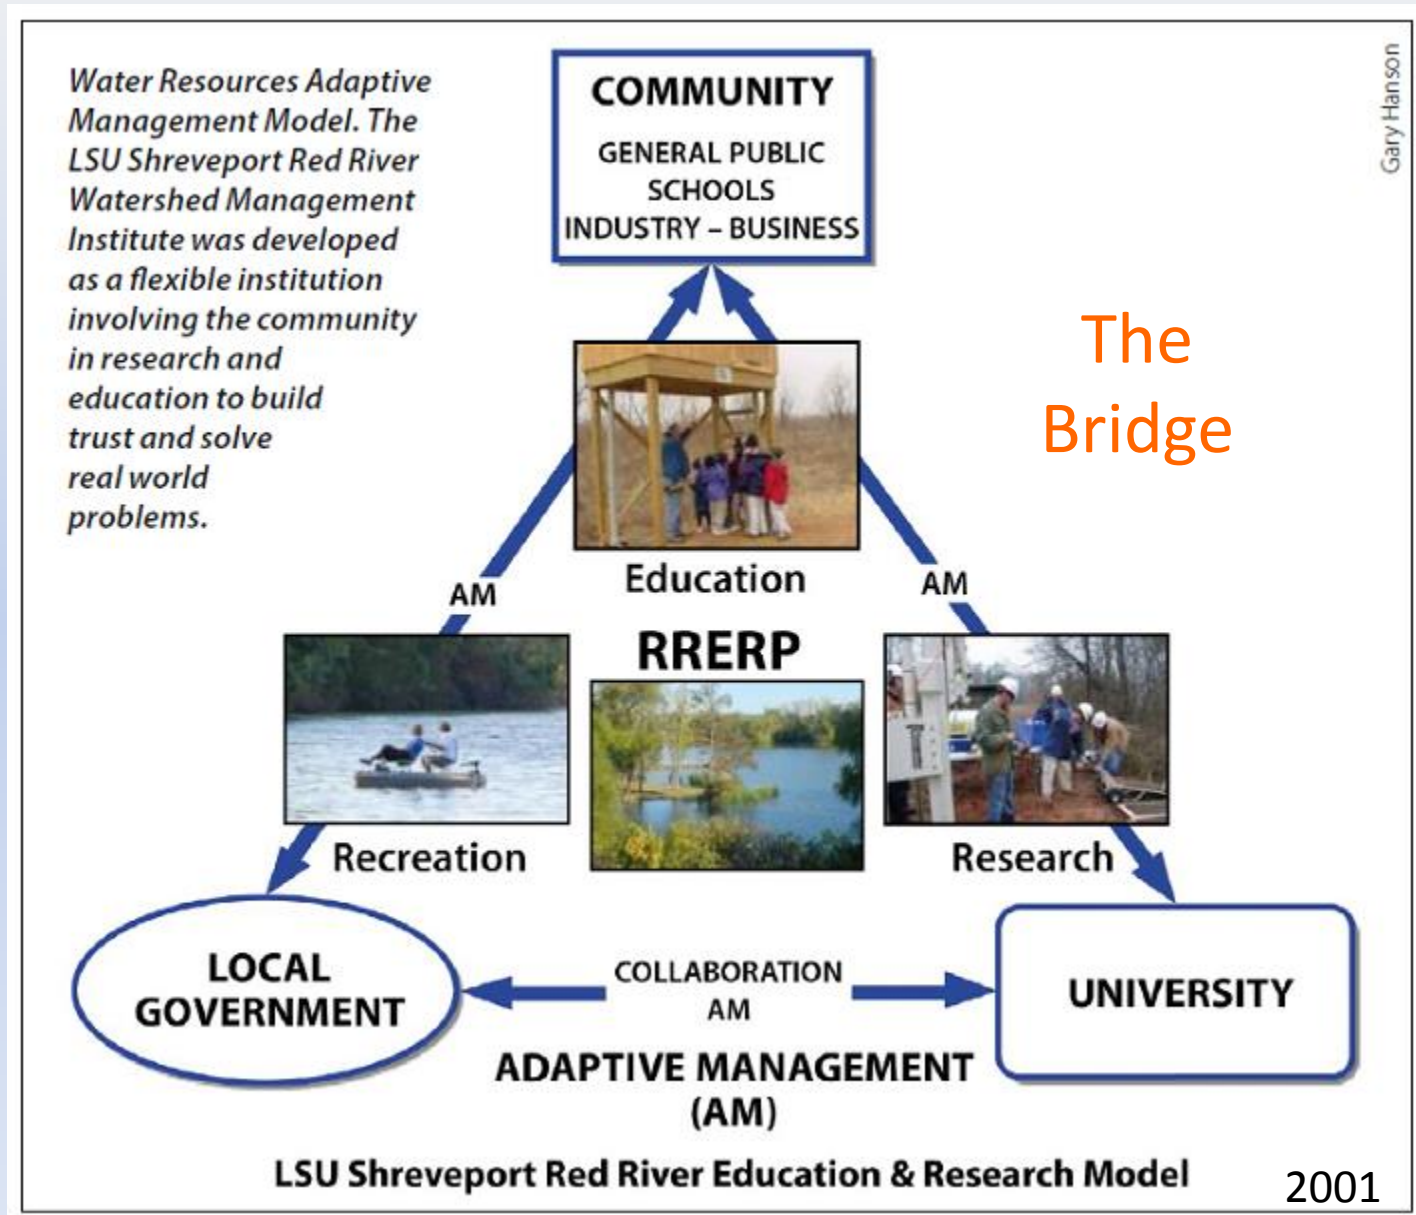 Water Resources Adaptive
Management Model. The
LSU Shreveport Red River
Watershed Management
Institute was developed
as a flexible institution
involving the community
in research and
education to build
trust and solve
real world
problems.
COMMUNITY
GENERAL PUBLIC
SCHOOLS
INDUSTRY – BUSINESS
Gary Hanson
The
Bridge
AM
Education
AM
RRERP
Recreation
Research
LOCAL
GOVERNMENT
COLLABORATION
AM
UNIVERSITY
ADAPTIVE MANAGEMENT
(AM)
LSU Shreveport Red River Education & Research Model
2001